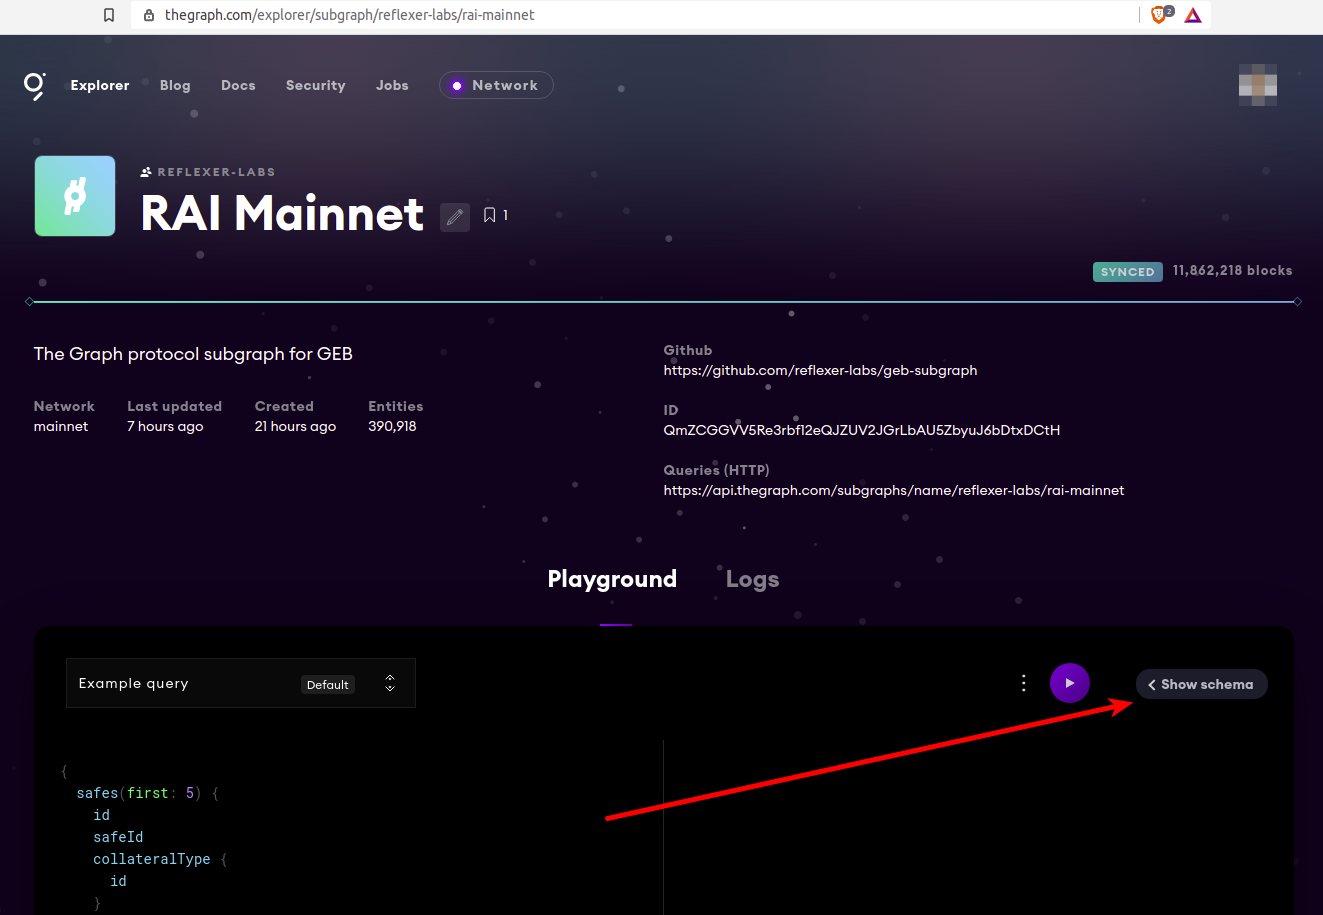 thegraph.com/explorer/subgraph/reflexer-labs/rai-mainnet
2
Explorer Blog Docs Security Jobs Network
REFLEXER-LABS
RAI Mainnet
1
SYNCED 11,862,218 blocks
The Graph protocol subgraph for GEB
Network Last updated Created Entities
mainnet 7 hours ago 21 hours ago 390,918
Github
https://github.com/reflexer-labs/geb-subgraph
ID
QmZCGGVV5Re3rbf12eQJZUV2JGrLbAU5ZbyuJ6bDtxDCtH
Queries (HTTP)
https://api.thegraph.com/subgraphs/name/reflexer-labs/rai-mainnet
Playground Logs
Example query Default
Show schema
{
safes(first: 5) {
id
safeId
collateralType {
id
}